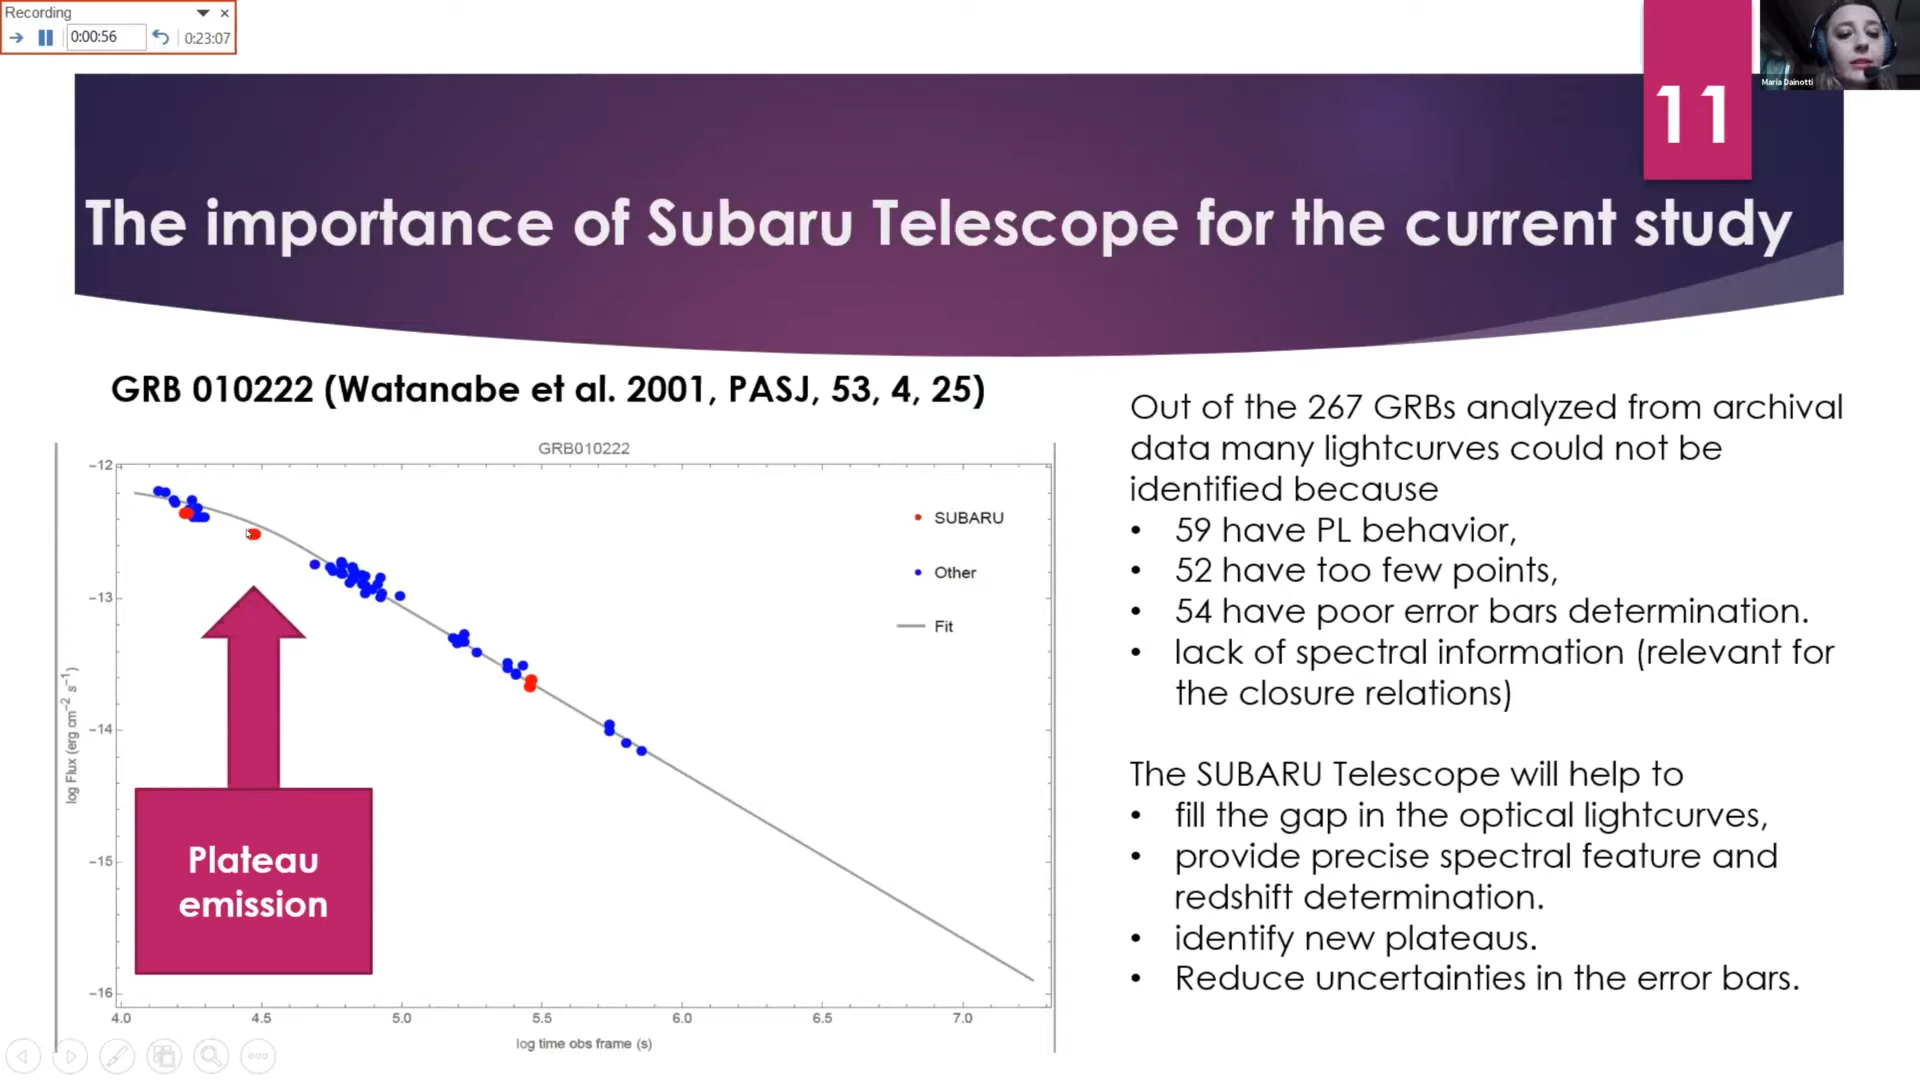 Recording
0:00:56
0:23:07
Maria Dainotti
11
The importance of Subaru Telescope for the current study
GRB 010222 (Watanabe et al. 2001, PASJ, 53, 4, 25)
GRB010222
SUBARU
Other
Fit
-12
-13
-14
-15
-16
log Flux (erg cm⁻² s⁻¹)
4.0 4.5 5.0 5.5 6.0 6.5 7.0
log time obs frame (s)
Plateau
emission
Out of the 267 GRBs analyzed from archival
data many lightcurves could not be
identified because
• 59 have PL behavior,
• 52 have too few points,
• 54 have poor error bars determination.
• lack of spectral information (relevant for
the closure relations)
The SUBARU Telescope will help to
• fill the gap in the optical lightcurves,
• provide precise spectral feature and
redshift determination.
• identify new plateaus.
• Reduce uncertainties in the error bars.